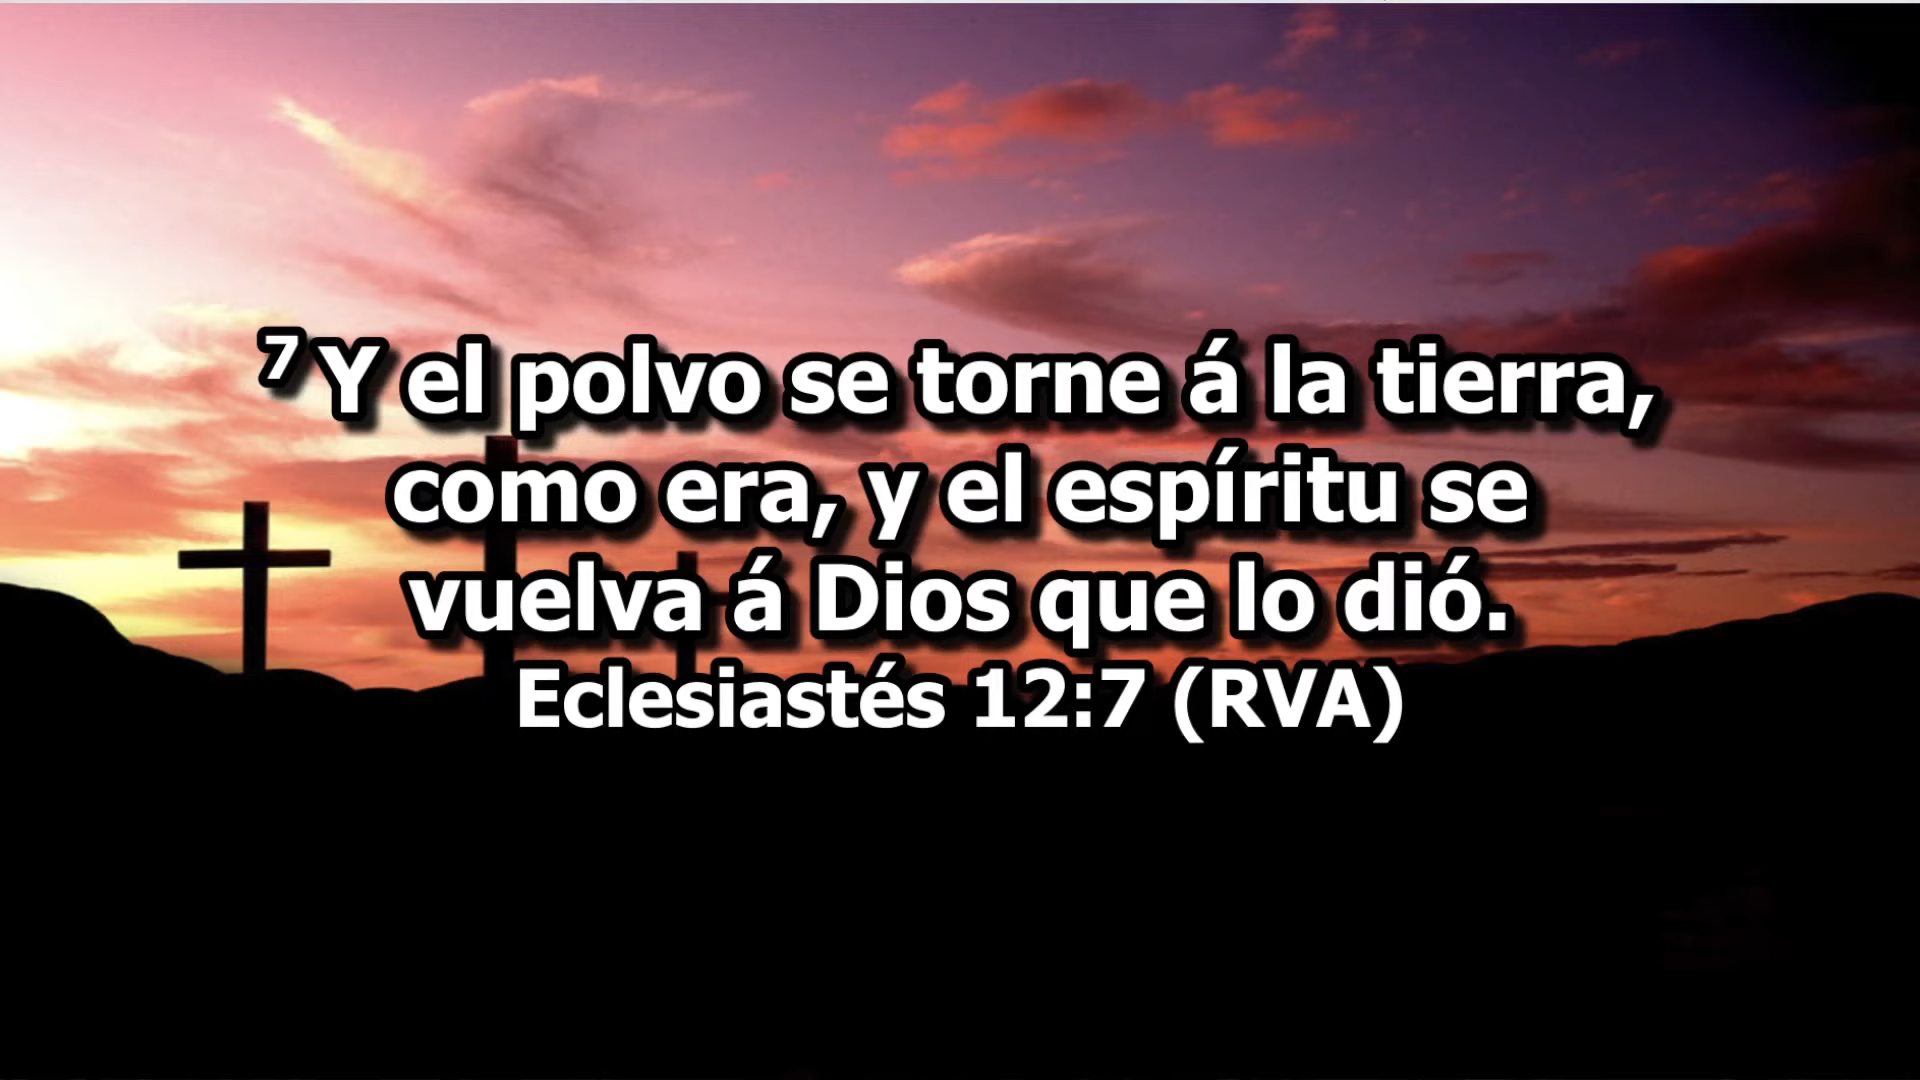 7 Y el polvo se torne á la tierra,
como era, y el espíritu se
vuelva á Dios que lo dió.
Eclesiastés 12:7 (RVA)